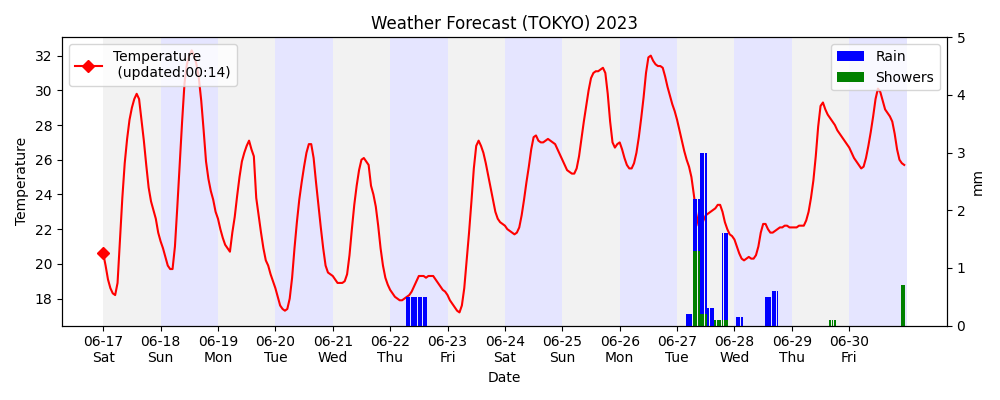 Weather Forecast (TOKYO) 2023
Temperature
(updated:00:14)
Rain
Showers
Temperature
32
30
28
26
24
22
20
18
5
4
3
2
1
0
mm
06-17 06-18 06-19 06-20 06-21 06-22 06-23 06-24 06-25 06-26 06-27 06-28 06-29 06-30
Sat Sun Mon Tue Wed Thu Fri Sat Sun Mon Tue Wed Thu Fri
Date